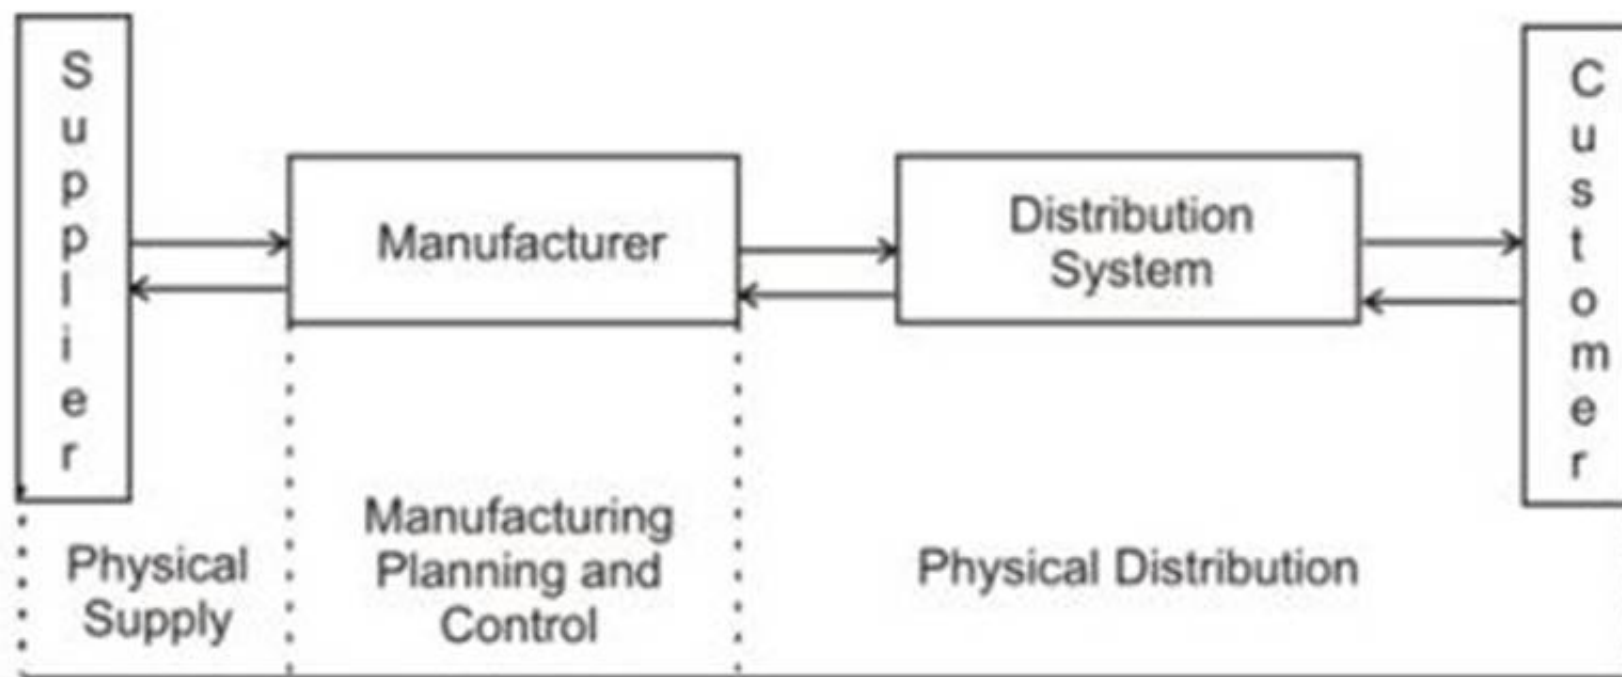 Supplier
Manufacturer
Distribution
System
Customer
Physical
Supply
Manufacturing
Planning and
Control
Physical Distribution